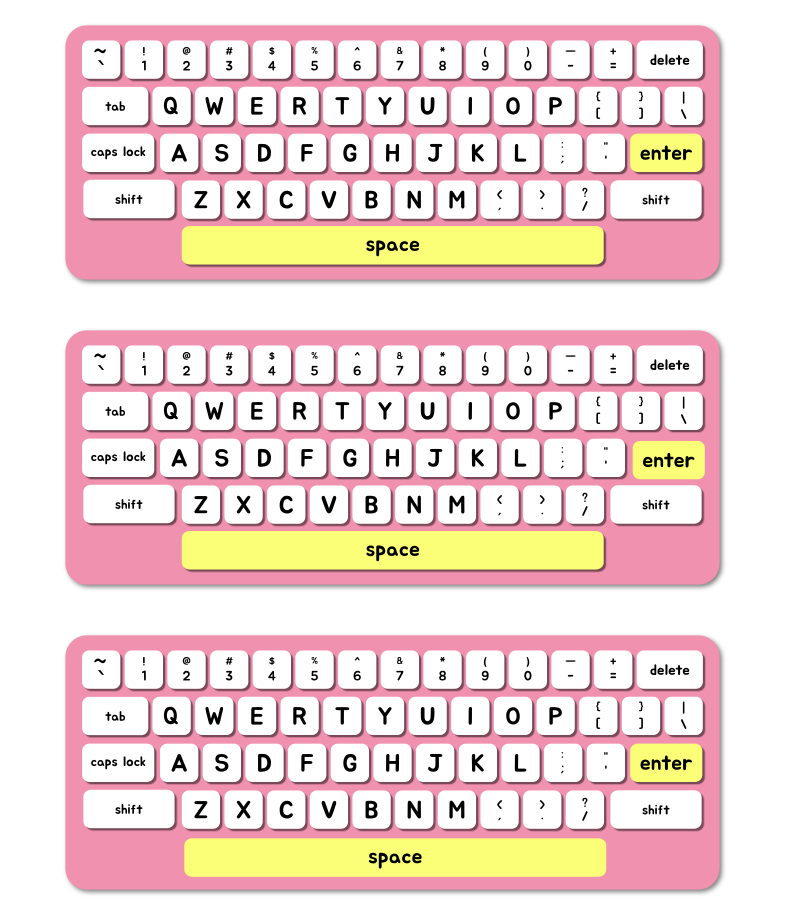 ~ ! @ # $ % ^ & * ( ) — +
` 1 2 3 4 5 6 7 8 9 0 - = delete
tab Q W E R T Y U I O P { [ } ] | \
caps lock A S D F G H J K L : ; " ' enter
shift Z X C V B N M < , > . ? / shift
space
~ ! @ # $ % ^ & * ( ) — +
` 1 2 3 4 5 6 7 8 9 0 - = delete
tab Q W E R T Y U I O P { [ } ] | \
caps lock A S D F G H J K L : ; " ' enter
shift Z X C V B N M < , > . ? / shift
space
~ ! @ # $ % ^ & * ( ) — +
` 1 2 3 4 5 6 7 8 9 0 - = delete
tab Q W E R T Y U I O P { [ } ] | \
caps lock A S D F G H J K L : ; " ' enter
shift Z X C V B N M < , > . ? / shift
space